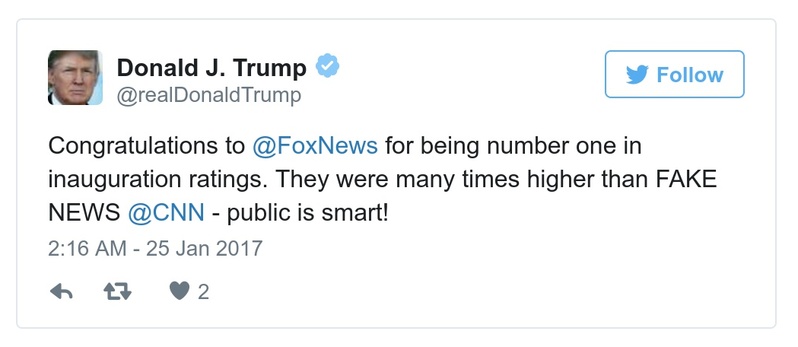 Donald J. Trump
@realDonaldTrump
Follow
Congratulations to @FoxNews for being number one in
inauguration ratings. They were many times higher than FAKE
NEWS @CNN - public is smart!
2:16 AM - 25 Jan 2017
2